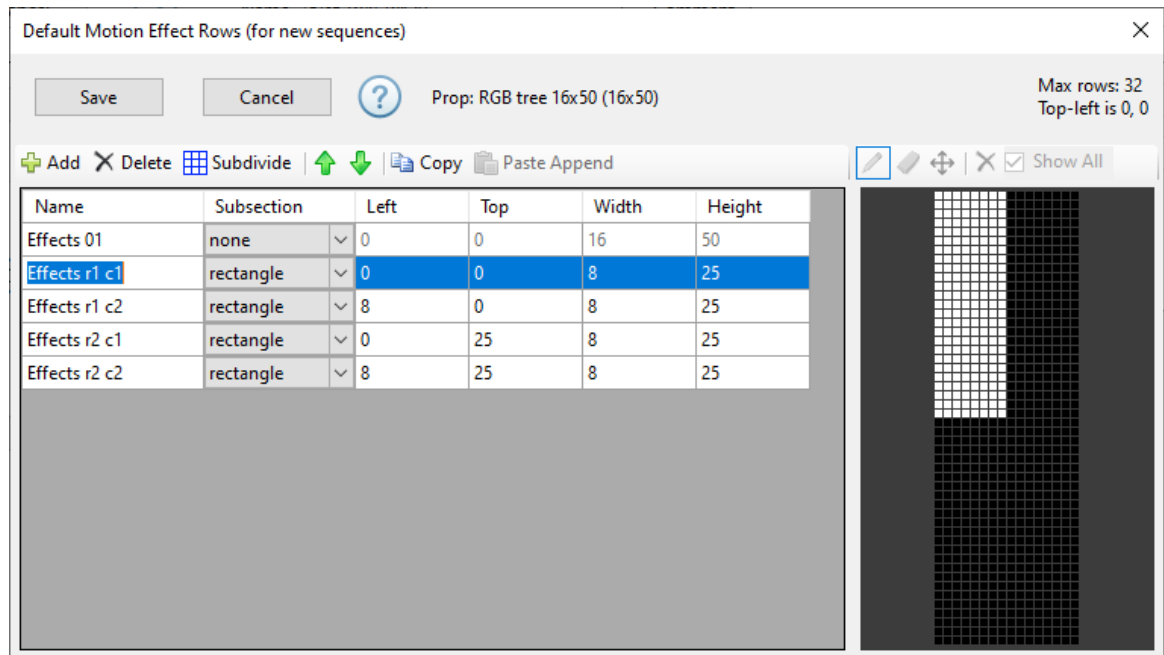 Default Motion Effect Rows (for new sequences)
Save Cancel ? Prop: RGB tree 16x50 (16x50) Max rows: 32
Top-left is 0, 0
Add Delete Subdivide Copy Paste Append Show All
Name Subsection Left Top Width Height
Effects 01 none 0 0 16 50
Effects r1 c1 rectangle 0 0 8 25
Effects r1 c2 rectangle 8 0 8 25
Effects r2 c1 rectangle 0 25 8 25
Effects r2 c2 rectangle 8 25 8 25